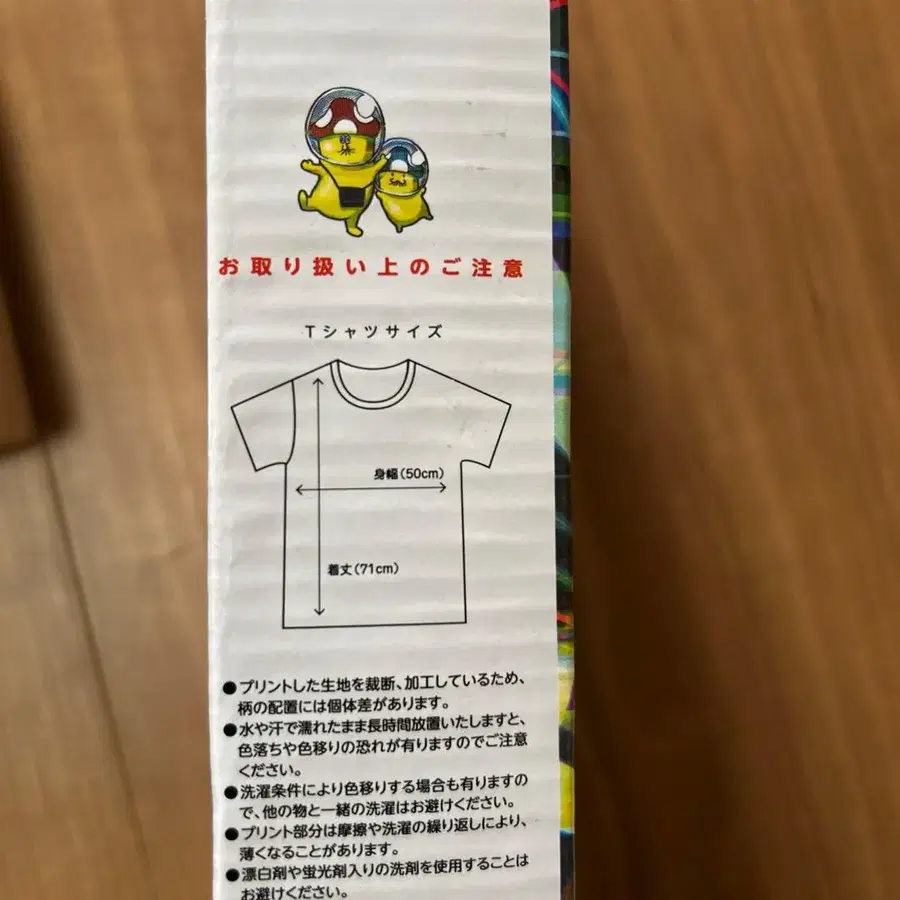 お取り扱い上のご注意
Tシャツサイズ
身幅(50cm)
着丈(71cm)
●プリントした生地を裁断、加工しているため、
柄の配置には個体差があります。
●水や汗で濡れたまま長時間放置いたしますと、
色落ちや色移りの恐れが有りますのでご注意
ください。
●洗濯条件により色移りする場合も有りますの
で、他の物と一緒の洗濯はお避けください。
●プリント部分は摩擦や洗濯の繰り返しにより、
薄くなることがあります。
●漂白剤や蛍光剤入りの洗剤を使用することは
お避けください。